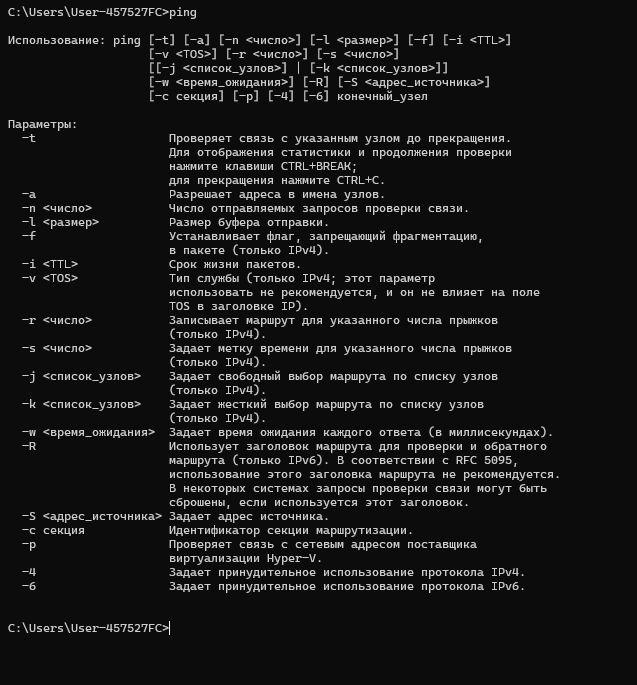 C:\Users\User-457527FC>ping
Использование: ping [-t] [-a] [-n <число>] [-l <размер>] [-f] [-i <TTL>]
[-v <TOS>] [-r <число>] [-s <число>]
[[-j <список_узлов>] | [-k <список_узлов>]]
[-w <время_ожидания>] [-R] [-S <адрес_источника>]
[-c секция] [-p] [-4] [-6] конечный_узел
Параметры:
-t Проверяет связь с указанным узлом до прекращения.
Для отображения статистики и продолжения проверки
нажмите клавиши CTRL+BREAK;
для прекращения нажмите CTRL+C.
-a Разрешает адреса в имена узлов.
-n <число> Число отправляемых запросов проверки связи.
-l <размер> Размер буфера отправки.
-f Устанавливает флаг, запрещающий фрагментацию,
в пакете (только IPv4).
-i <TTL> Срок жизни пакетов.
-v <TOS> Тип службы (только IPv4; этот параметр
использовать не рекомендуется, и он не влияет на поле
TOS в заголовке IP).
-r <число> Записывает маршрут для указанного числа прыжков
(только IPv4).
-s <число> Задает метку времени для указанного числа прыжков
(только IPv4).
-j <список_узлов> Задает свободный выбор маршрута по списку узлов
(только IPv4).
-k <список_узлов> Задает жесткий выбор маршрута по списку узлов
(только IPv4).
-w <время_ожидания> Задает время ожидания каждого ответа (в миллисекундах).
-R Использует заголовок маршрута для проверки и обратного
маршрута (только IPv6). В соответствии с RFC 5095,
использование этого заголовка маршрута не рекомендуется.
В некоторых системах запросы проверки связи могут быть
сброшены, если используется этот заголовок.
-S <адрес_источника> Задает адрес источника.
-c секция Идентификатор секции маршрутизации.
-p Проверяет связь с сетевым адресом поставщика
виртуализации Hyper-V.
-4 Задает принудительное использование протокола IPv4.
-6 Задает принудительное использование протокола IPv6.
C:\Users\User-457527FC>